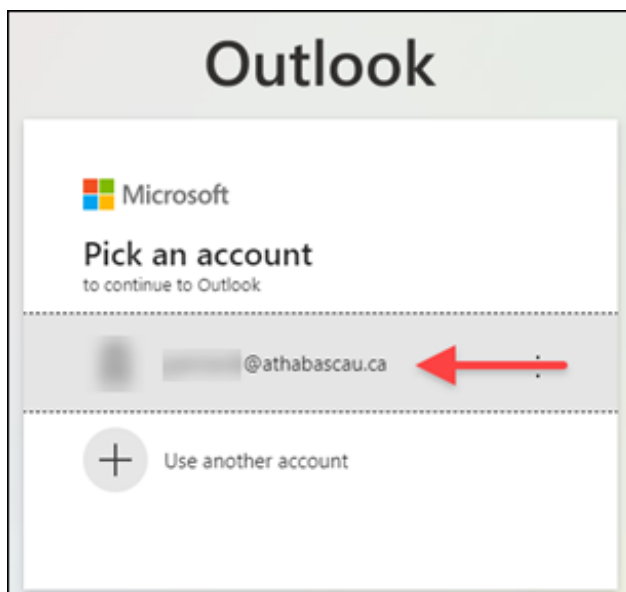 Outlook
Microsoft
Pick an account
to continue to Outlook
@athabascau.ca
Use another account